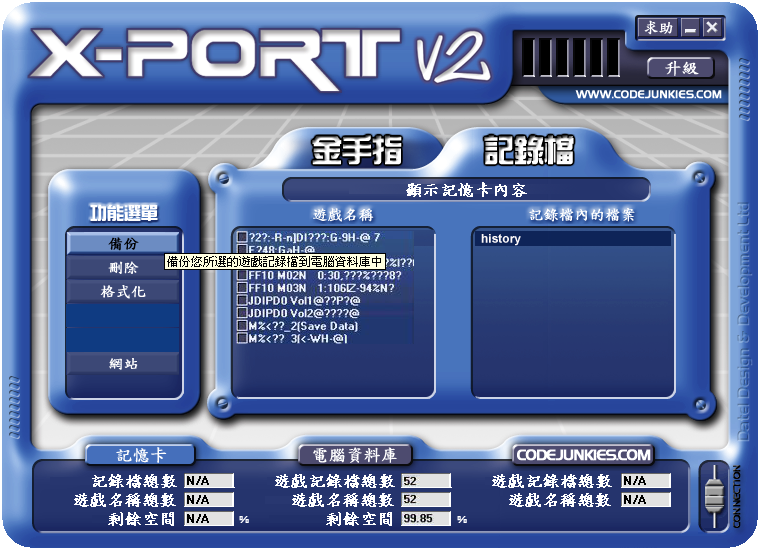 X-PORT V2
求助
升級
WWW.CODEJUNKIES.COM
金手指
記錄檔
顯示記憶卡內容
功能選單
備份
刪除
格式化
網站
備份您所選的遊戲記錄檔到電腦資料庫中
遊戲名稱
???:-R-n]DI???:G-9H-@ 7
FF10 M02N 0:30,???%???8?
FF10 M03N 1:106Z-94%N?
JDIPD0 Vol1@??P?@
JDIPD0 Vol2@????@
M%<??_2(Save Data)
M%<?? 3(<-WH-@)
記錄檔內的檔案
history
Datel Design & Development Ltd
記憶卡
記錄檔總數 N/A
遊戲名稱總數 N/A
剩餘空間 N/A %
電腦資料庫
遊戲記錄檔總數 52
遊戲名稱總數 52
剩餘空間 99.85 %
CODEJUNKIES.COM
遊戲記錄檔總數 N/A
遊戲名稱總數 N/A
CONNECTION